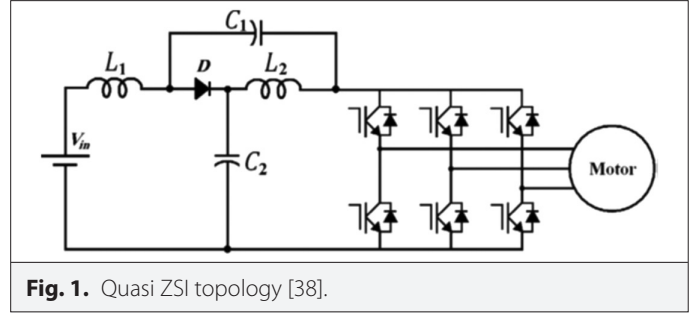 C₁
L₁ D L₂
Vin
C₂
Motor
Fig. 1. Quasi ZSI topology [38].